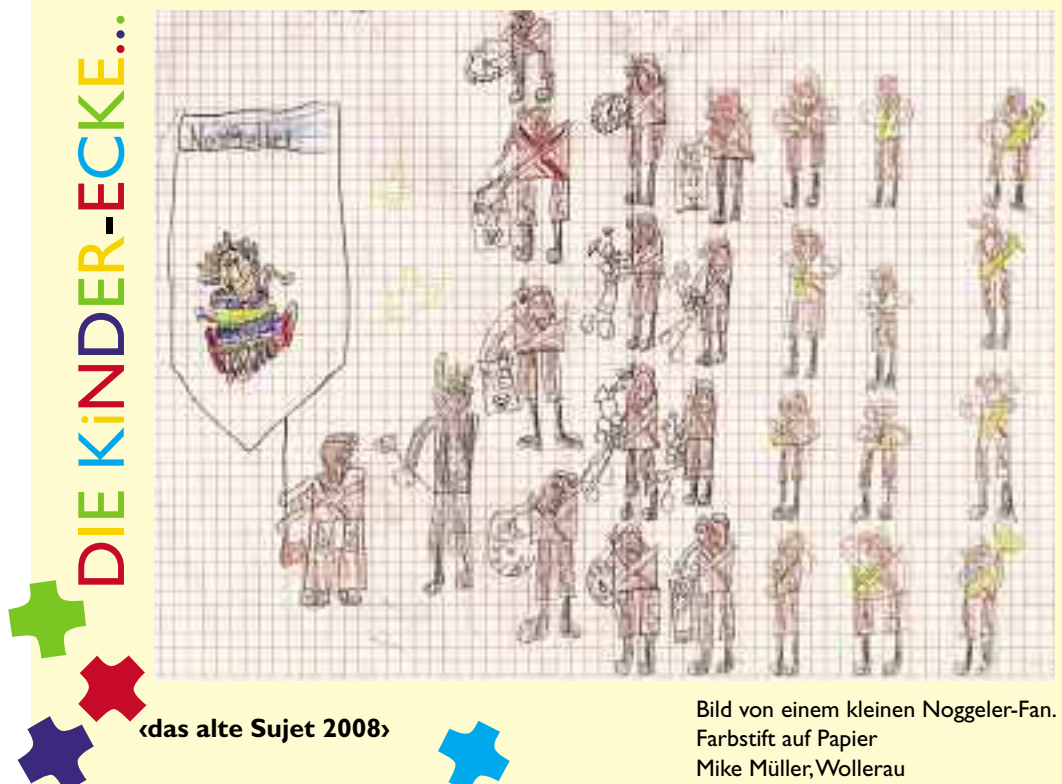 DIE KiNDER-ECKE...
Noggeler
‹das alte Sujet 2008›
Bild von einem kleinen Noggeler-Fan.
Farbstift auf Papier
Mike Müller, Wollerau